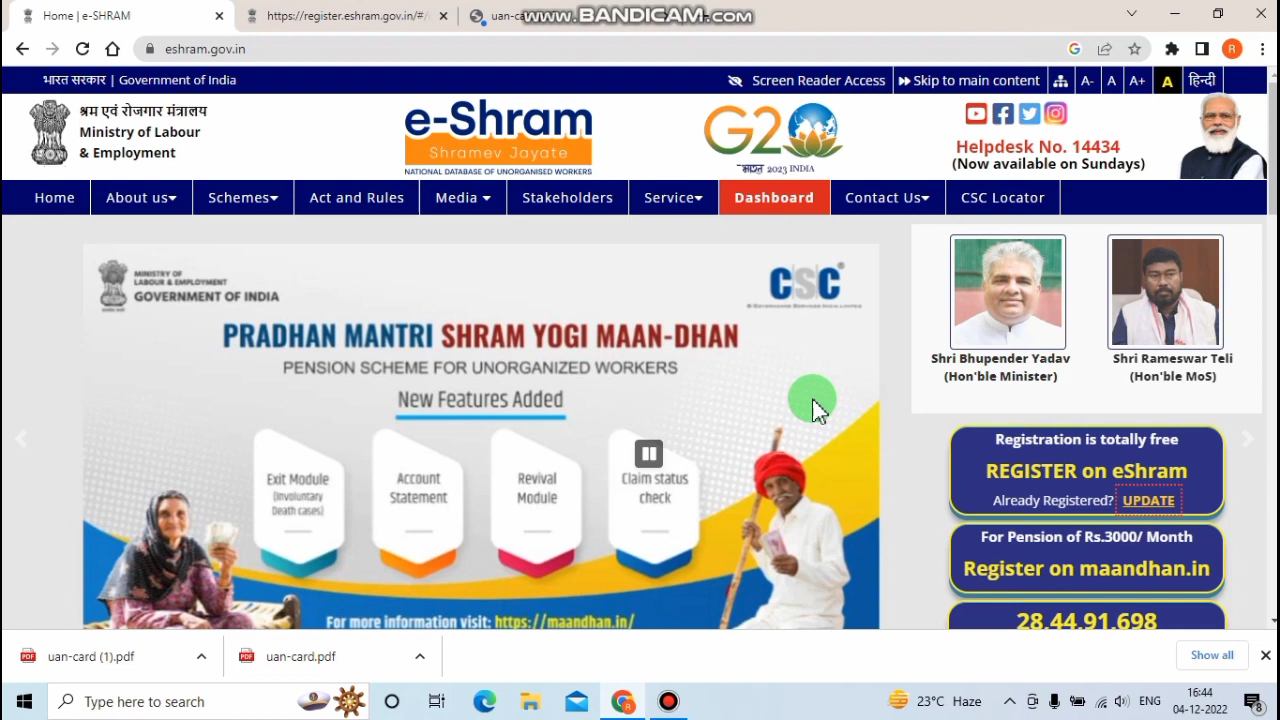 Home | e-SHRAM
https://register.eshram.gov.in/#/
uan-ca
www.BANDICAM.com
eshram.gov.in
R
भारत सरकार | Government of India
Screen Reader Access
Skip to main content
A-
A
A+
A
हिन्दी
श्रम एवं रोजगार मंत्रालय
Ministry of Labour
& Employment
e-Shram
Shramev Jayate
NATIONAL DATABASE OF UNORGANISED WORKERS
G20
भारत 2023 INDIA
Helpdesk No. 14434
(Now available on Sundays)
Home
About us
Schemes
Act and Rules
Media
Stakeholders
Service
Dashboard
Contact Us
CSC Locator
MINISTRY OF
LABOUR & EMPLOYMENT
GOVERNMENT OF INDIA
CSC
PRADHAN MANTRI SHRAM YOGI MAAN-DHAN
PENSION SCHEME FOR UNORGANIZED WORKERS
New Features Added
Exit Module
(Involuntary
Death cases)
Account
Statement
Revival
Module
Claim status
check
For more information visit: https://maandhan.in/
Shri Bhupender Yadav
(Hon'ble Minister)
Shri Rameswar Teli
(Hon'ble MoS)
Registration is totally free
REGISTER on eShram
Already Registered? UPDATE
For Pension of Rs.3000/ Month
Register on maandhan.in
28,44,91,698
uan-card (1).pdf
uan-card.pdf
Show all
Type here to search
23°C Haze
ENG
16:44
04-12-2022
8